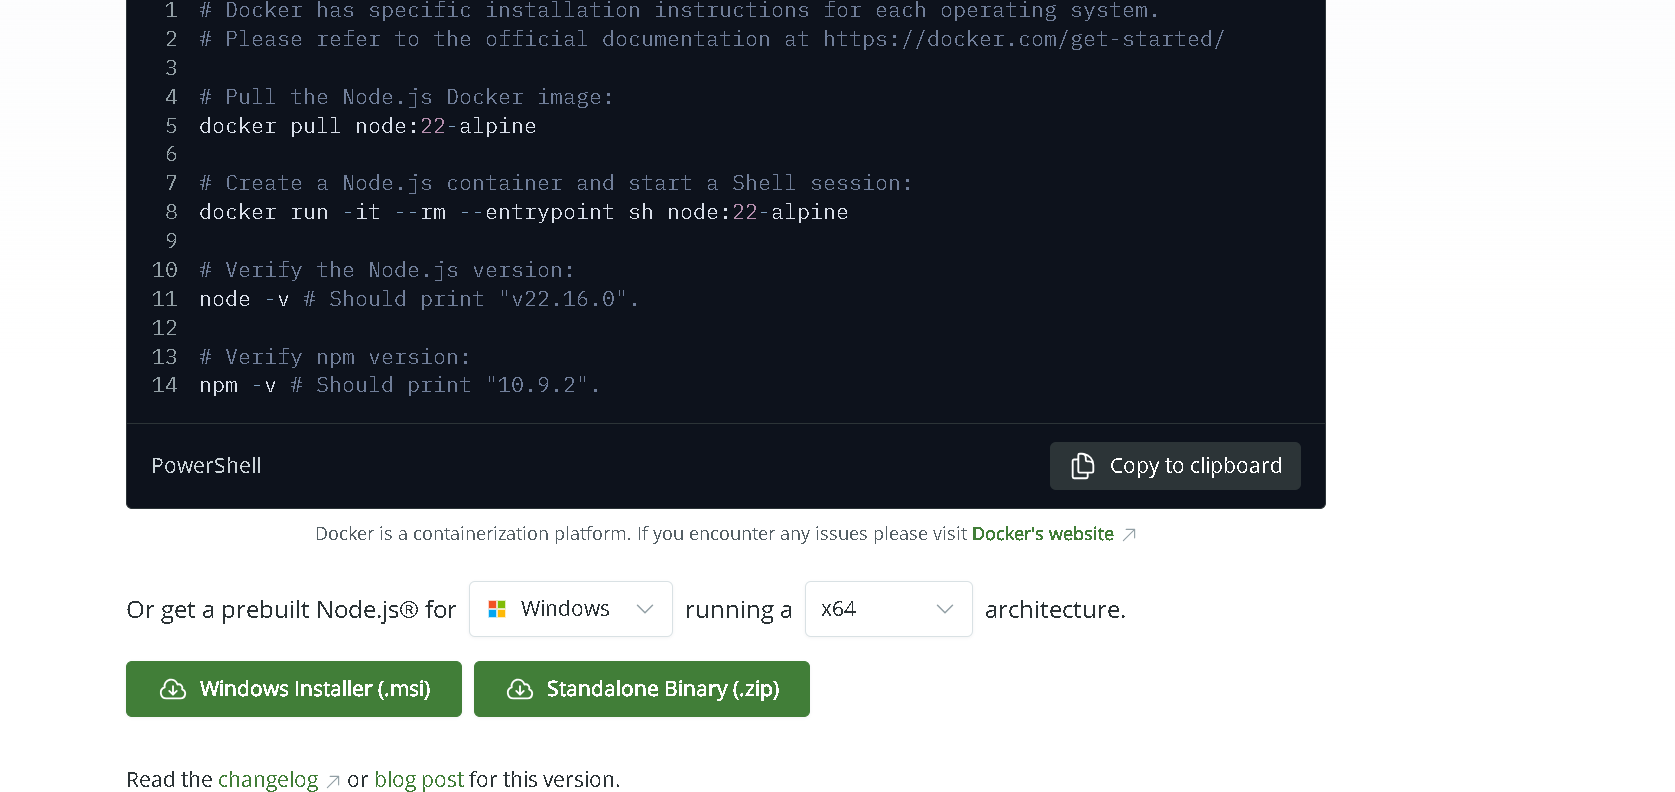 1 # Docker has specific installation instructions for each operating system.
2 # Please refer to the official documentation at https://docker.com/get-started/
3
4 # Pull the Node.js Docker image:
5 docker pull node:22-alpine
6
7 # Create a Node.js container and start a Shell session:
8 docker run -it --rm --entrypoint sh node:22-alpine
9
10 # Verify the Node.js version:
11 node -v # Should print "v22.16.0".
12
13 # Verify npm version:
14 npm -v # Should print "10.9.2".
PowerShell Copy to clipboard
Docker is a containerization platform. If you encounter any issues please visit Docker's website
Or get a prebuilt Node.js® for Windows running a x64 architecture.
Windows Installer (.msi) Standalone Binary (.zip)
Read the changelog or blog post for this version.